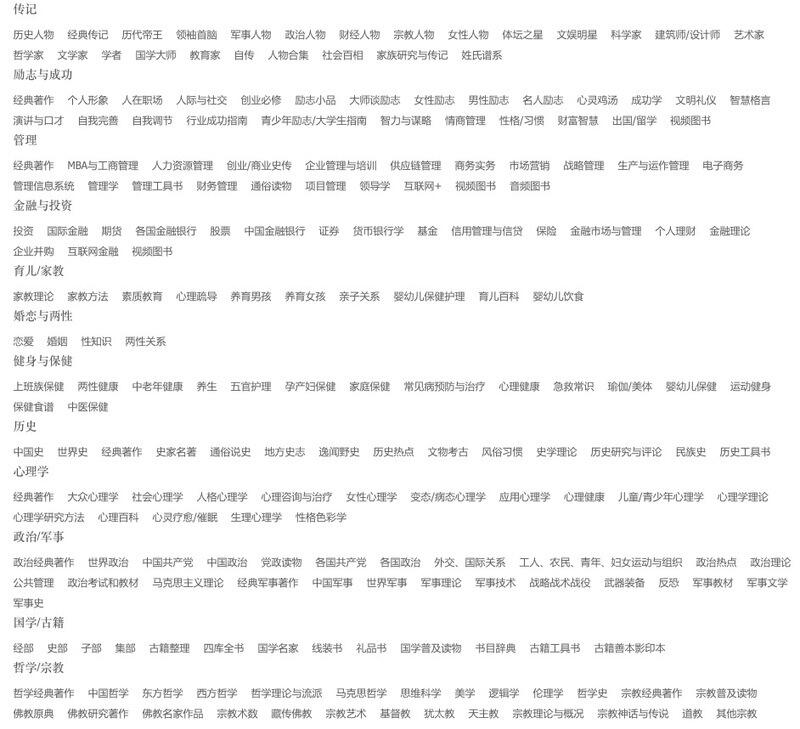 传记
历史人物 经典传记 历代帝王 领袖首脑 军事人物 政治人物 财经人物 宗教人物 女性人物 体坛之星 文娱明星 科学家 建筑师/设计师 艺术家
哲学家 文学家 学者 国学大师 教育家 自传 人物合集 社会百相 家族研究与传记 姓氏谱系
励志与成功
经典著作 个人形象 人在职场 人际与社交 创业必修 励志小品 大师谈励志 女性励志 男性励志 名人励志 心灵鸡汤 成功学 文明礼仪 智慧格言
演讲与口才 自我完善 自我调节 行业成功指南 青少年励志/大学生指南 智力与谋略 情商管理 性格/习惯 财富智慧 出国/留学 视频图书
管理
经典著作 MBA与工商管理 人力资源管理 创业/商业史传 企业管理与培训 供应链管理 商务实务 市场营销 战略管理 生产与运作管理 电子商务
管理信息系统 管理学 管理工具书 财务管理 通俗读物 项目管理 领导学 互联网+ 视频图书 音频图书
金融与投资
投资 国际金融 期货 各国金融银行 股票 中国金融银行 证券 货币银行学 基金 信用管理与信贷 保险 金融市场与管理 个人理财 金融理论
企业并购 互联网金融 视频图书
育儿/家教
家教理论 家教方法 素质教育 心理疏导 养育男孩 养育女孩 亲子关系 婴幼儿保健护理 育儿百科 婴幼儿饮食
婚恋与两性
恋爱 婚姻 性知识 两性关系
健身与保健
上班族保健 两性健康 中老年健康 养生 五官护理 孕产妇保健 家庭保健 常见病预防与治疗 心理健康 急救常识 瑜伽/美体 婴幼儿保健 运动健身
保健食谱 中医保健
历史
中国史 世界史 经典著作 史家名著 通俗说史 地方史志 逸闻野史 历史热点 文物考古 风俗习惯 史学理论 历史研究与评论 民族史 历史工具书
心理学
经典著作 大众心理学 社会心理学 人格心理学 心理咨询与治疗 女性心理学 变态/病态心理学 应用心理学 心理健康 儿童/青少年心理学 心理学理论
心理学研究方法 心理百科 心灵疗愈/催眠 生理心理学 性格色彩学
政治/军事
政治经典著作 世界政治 中国共产党 中国政治 党政读物 各国共产党 各国政治 外交、国际关系 工人、农民、青年、妇女运动与组织 政治热点 政治理论
公共管理 政治考试和教材 马克思主义理论 经典军事著作 中国军事 世界军事 军事理论 军事技术 战略战术战役 武器装备 反恐 军事教材 军事文学
军事史
国学/古籍
经部 史部 子部 集部 古籍整理 四库全书 国学名家 线装书 礼品书 国学普及读物 书目辞典 古籍工具书 古籍善本影印本
哲学/宗教
哲学经典著作 中国哲学 东方哲学 西方哲学 哲学理论与流派 马克思哲学 思维科学 美学 逻辑学 伦理学 哲学史 宗教经典著作 宗教普及读物
佛教原典 佛教研究著作 佛教名家作品 宗教术数 藏传佛教 宗教艺术 基督教 犹太教 天主教 宗教理论与概况 宗教神话与传说 道教 其他宗教